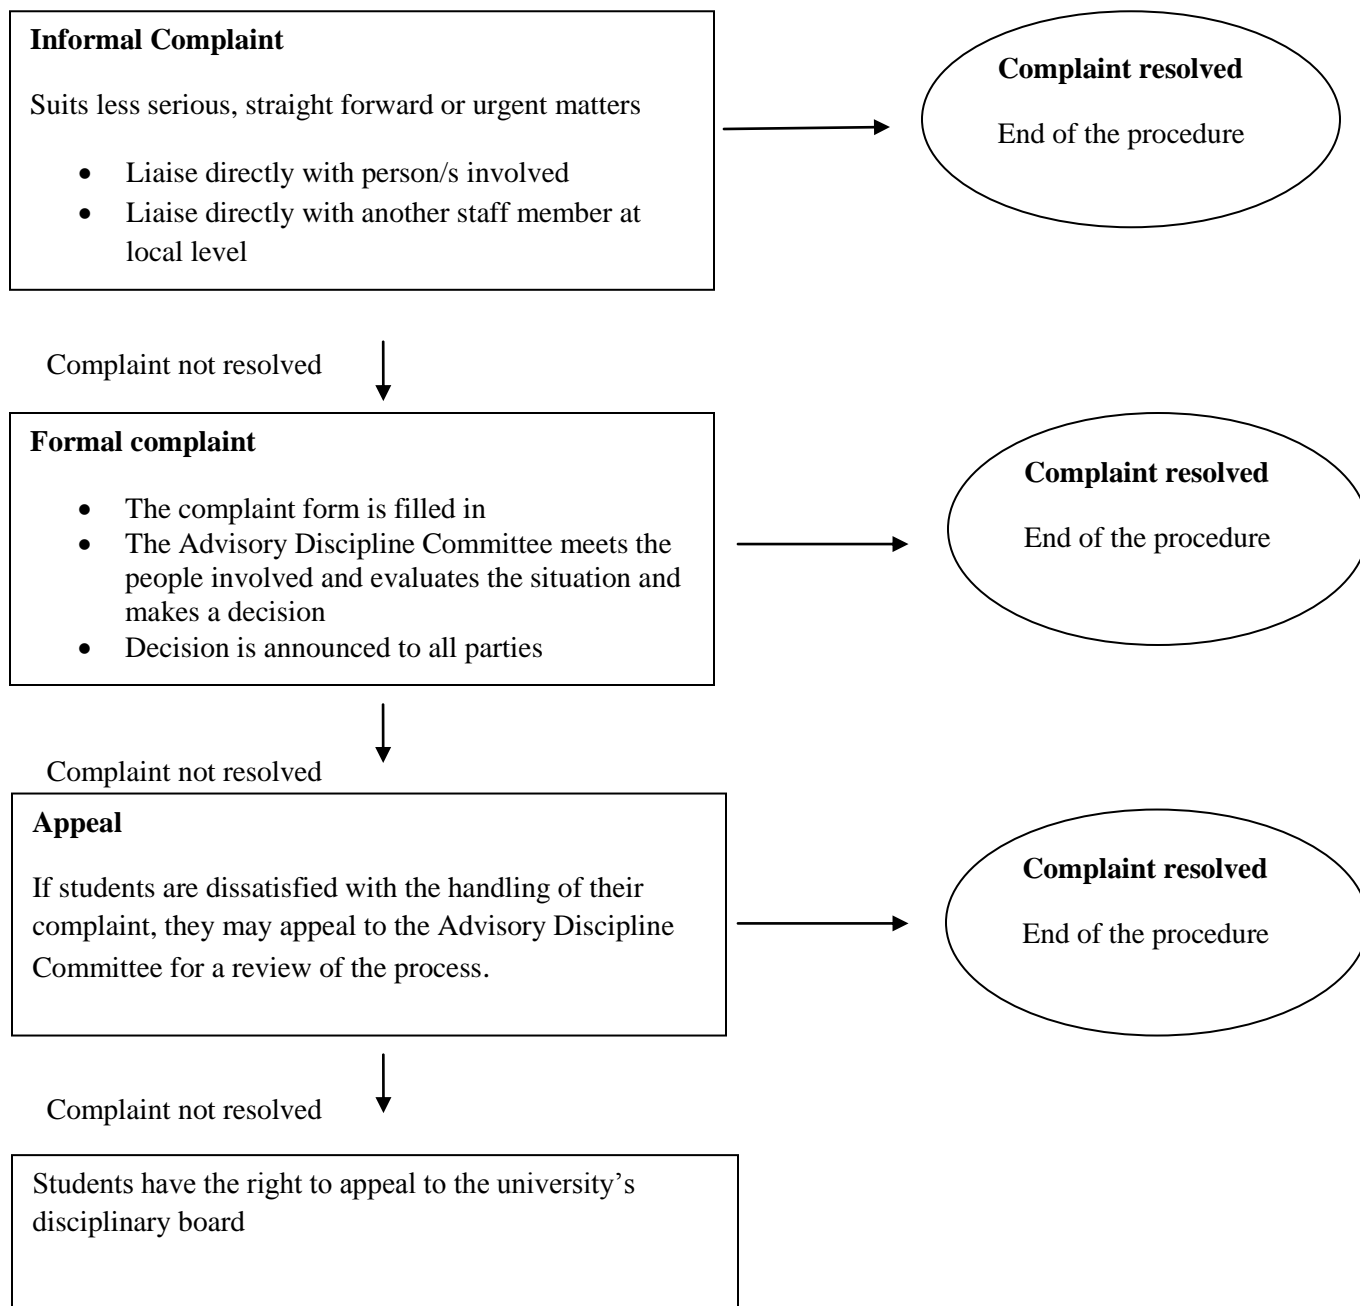 Informal Complaint
Suits less serious, straight forward or urgent matters
• Liaise directly with person/s involved
• Liaise directly with another staff member at
local level
Complaint resolved
End of the procedure
Complaint not resolved
Formal complaint
• The complaint form is filled in
• The Advisory Discipline Committee meets the
people involved and evaluates the situation and
makes a decision
• Decision is announced to all parties
Complaint resolved
End of the procedure
Complaint not resolved
Appeal
If students are dissatisfied with the handling of their
complaint, they may appeal to the Advisory Discipline
Committee for a review of the process.
Complaint resolved
End of the procedure
Complaint not resolved
Students have the right to appeal to the university’s
disciplinary board